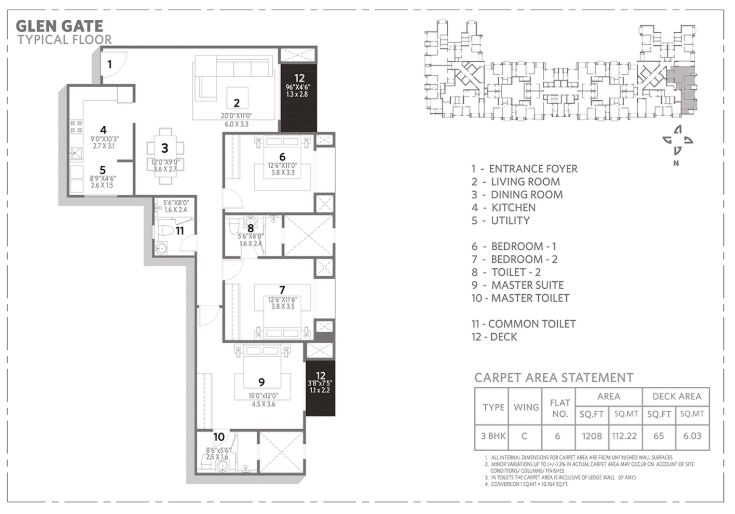 GLEN GATE
TYPICAL FLOOR
1
12
9'6"X4'6"
1.3 x 2.8
2
20'0"X11'0"
6.0 X 3.3
4
9'0"X10'3"
2.7 X 3.1
3
12'0"X9'0"
3.6 X 2.7
6
12'6"X11'0"
3.8 X 3.3
5
8'9"X4'6"
2.6 X 1.5
5'6"X8'0"
1.6 X 2.4
11
8
5'6"X8'0"
1.6 X 2.4
7
12'6"X11'6"
3.8 X 3.5
12
3'8"x7'5"
1.1 x 2.2
9
15'0"X12'0"
4.5 X 3.6
10
8'6"x5'6"
2.5 X 1.6
N
1 - ENTRANCE FOYER
2 - LIVING ROOM
3 - DINING ROOM
4 - KITCHEN
5 - UTILITY
6 - BEDROOM - 1
7 - BEDROOM - 2
8 - TOILET - 2
9 - MASTER SUITE
10 - MASTER TOILET
11 - COMMON TOILET
12 - DECK
CARPET AREA STATEMENT
TYPE WING FLAT NO. AREA DECK AREA
SQ.FT SQ.MT SQ.FT SQ.MT
3 BHK C 6 1208 112.22 65 6.03
1. ALL INTERNAL DIMENSIONS FOR CARPET AREA ARE FROM UNFINISHED WALL SURFACES
2. MINOR VARIATIONS UP TO (+/-) 3% IN ACTUAL CARPET AREA MAY OCCUR ON ACCOUNT OF SITE
CONDITIONS/ COLUMNS/ FINISHES
3. IN TOILETS THE CARPET AREA IS INCLUSIVE OF LEDGE WALL (IF ANY)
4. CONVERSION 1 SQ.MT = 10.764 SQ.FT.